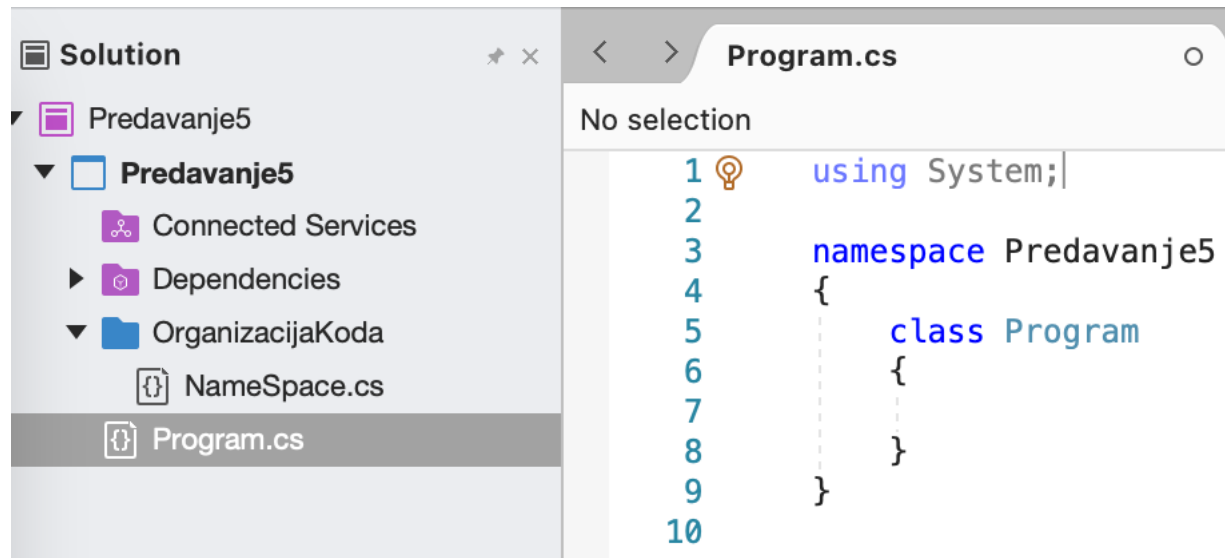 Solution
Predavanje5
Predavanje5
Connected Services
Dependencies
OrganizacijaKoda
{} NameSpace.cs
{} Program.cs
Program.cs
No selection
1 using System;
2
3 namespace Predavanje5
4 {
5 class Program
6 {
7
8 }
9 }
10